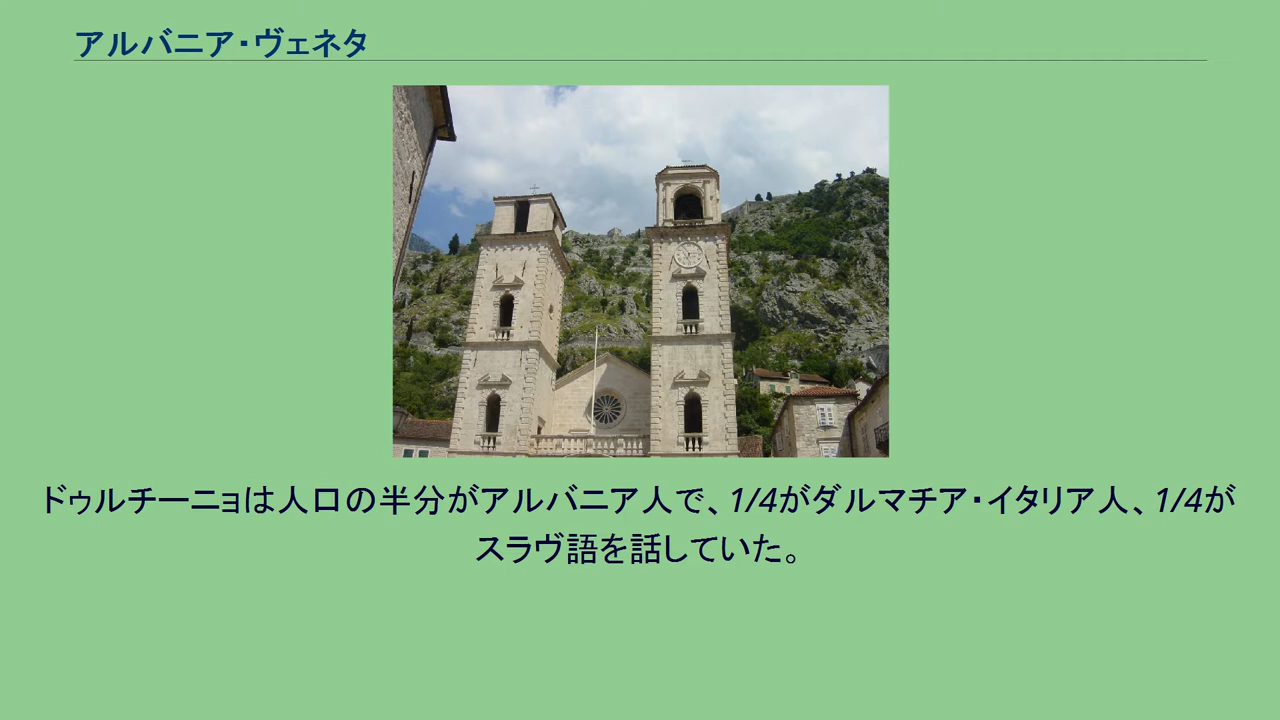 アルバニア・ヴェネタ
ドゥルチーニョは人口の半分がアルバニア人で、1/4がダルマチア・イタリア人、1/4が
スラヴ語を話していた。